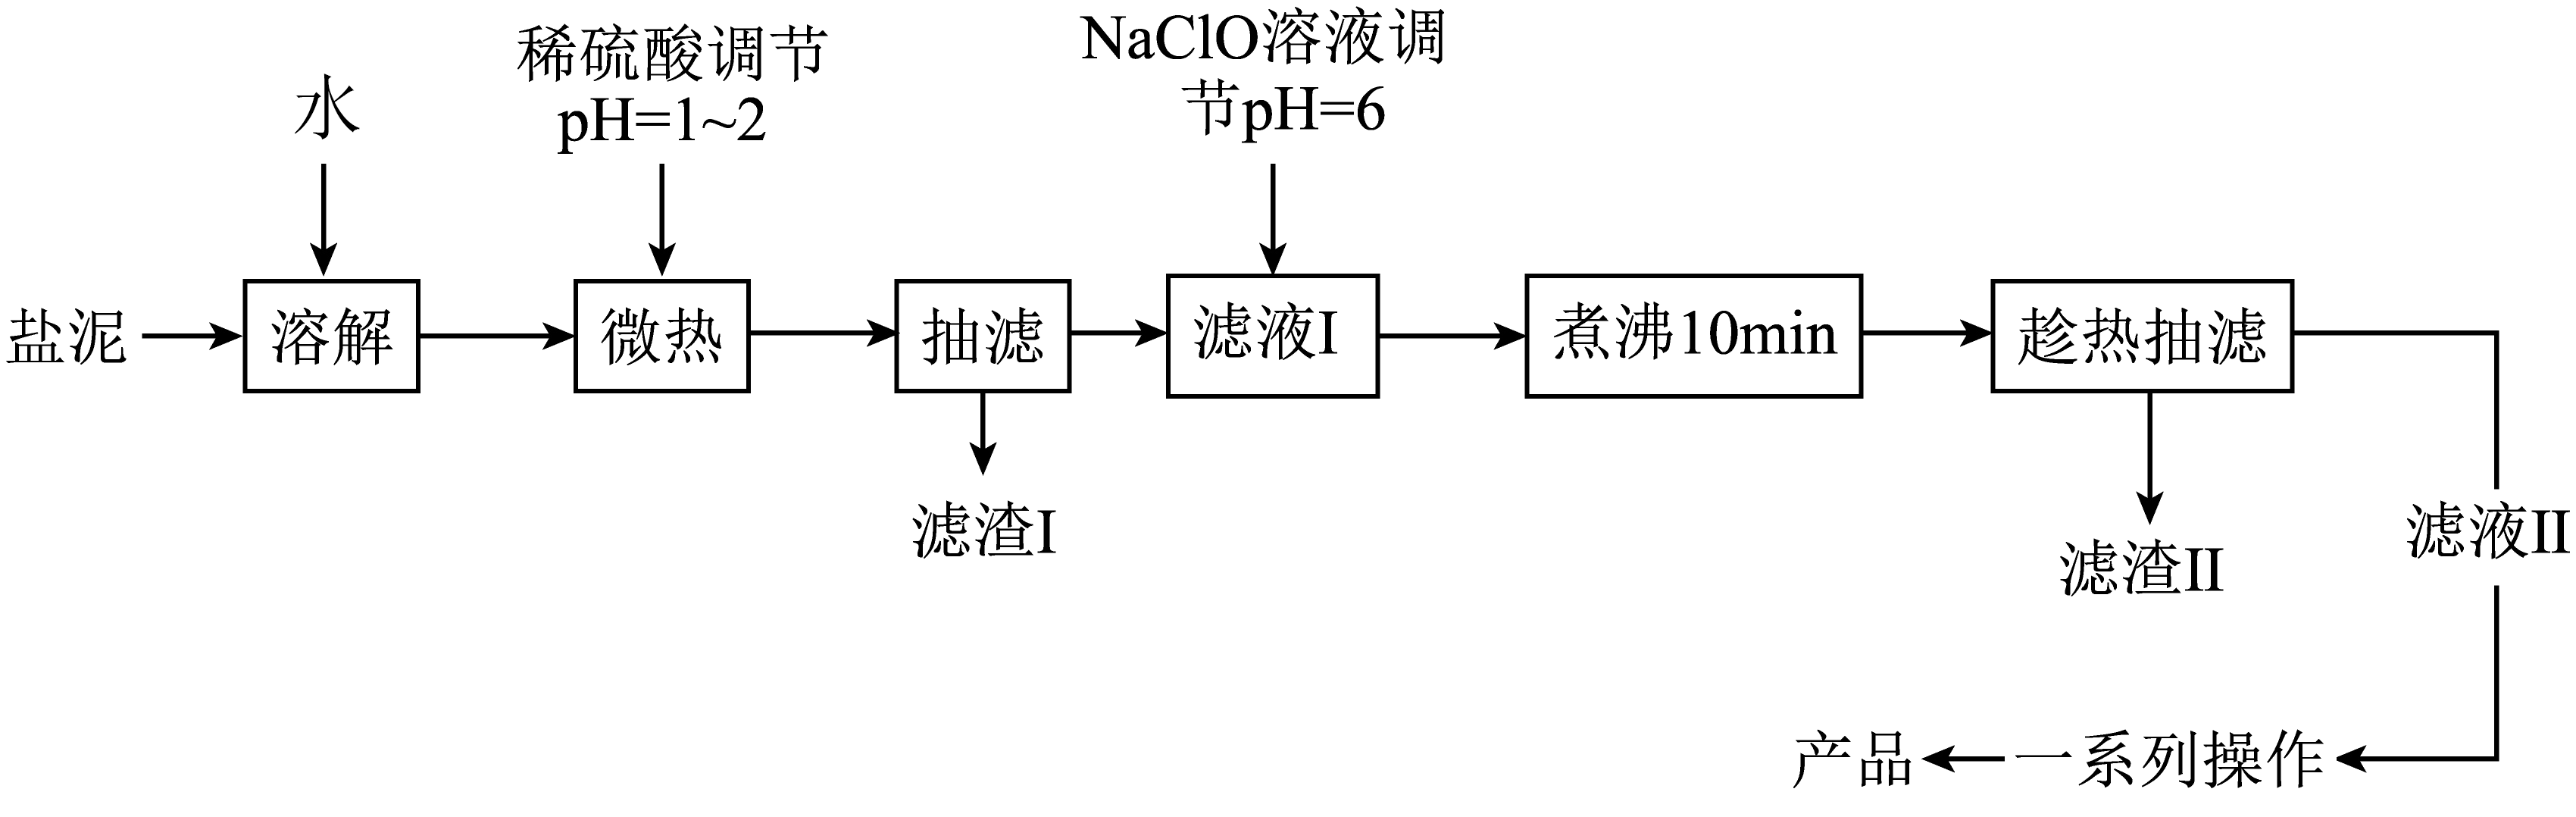 水
稀硫酸调节
pH=1~2
NaClO溶液调
节pH=6
盐泥
溶解
微热
抽滤
滤液I
煮沸10min
趁热抽滤
滤渣I
滤渣II
滤液II
一系列操作
产品